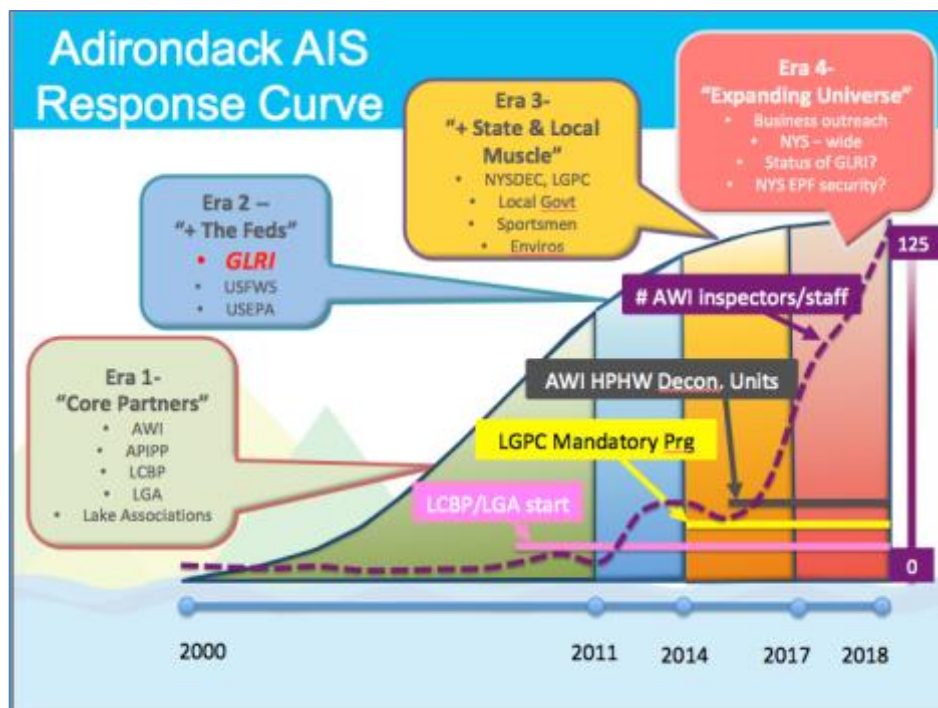 Adirondack AIS
Response Curve
Era 1-
"Core Partners"
• AWI
• APIPP
• LCBP
• LGA
• Lake Associations
Era 2 –
"+ The Feds"
• GLRI
• USFWS
• USEPA
Era 3-
"+ State & Local
Muscle"
• NYSDEC, LGPC
• Local Govt
• Sportsmen
• Enviros
Era 4-
"Expanding Universe"
• Business outreach
• NYS – wide
• Status of GLRI?
• NYS EPF security?
125
# AWI inspectors/staff
AWI HPHW Decon. Units
LGPC Mandatory Prg
LCBP/LGA start
0
2000
2011
2014
2017
2018